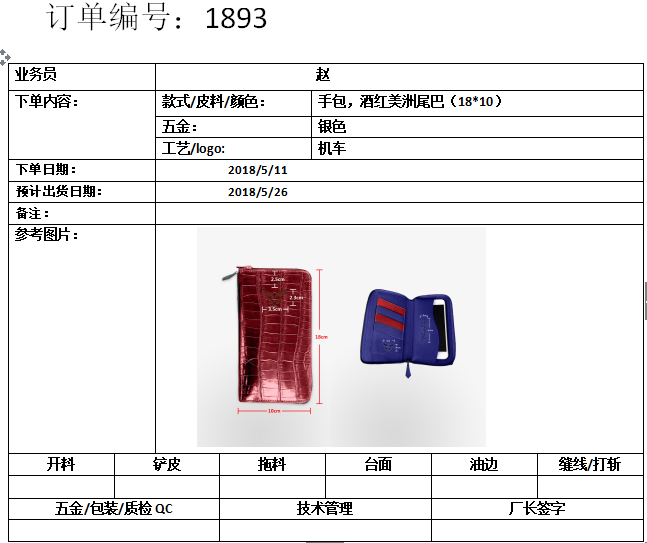 订单编号：1893
业务员 赵
下单内容： 款式/皮料/颜色： 手包，酒红美洲尾巴（18*10）
五金： 银色
工艺/logo: 机车
下单日期： 2018/5/11
预计出货日期： 2018/5/26
备注：
参考图片：
2.5cm
2.3cm
3.5cm
18cm
10cm
开料 铲皮 拖料 台面 油边 缝线/打斩
五金/包装/质检 QC 技术管理 厂长签字